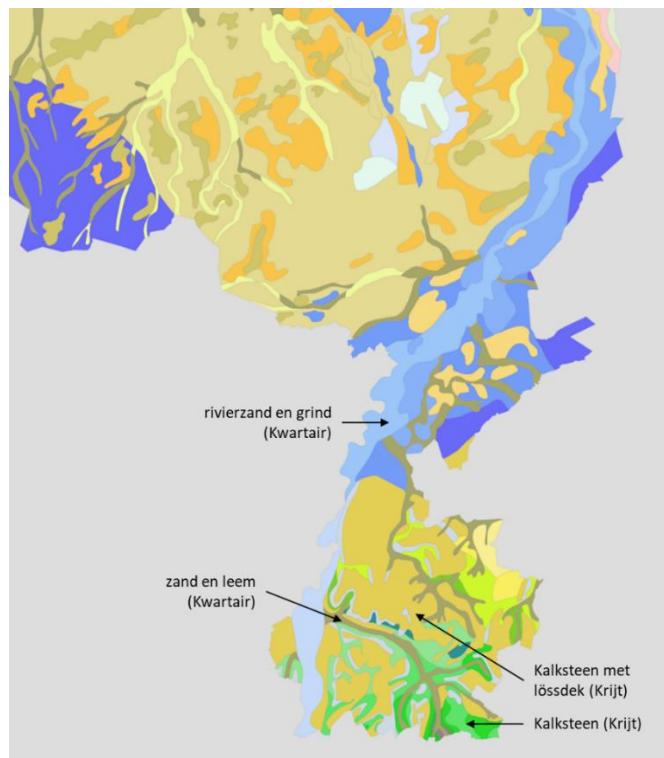 rivierzand en grind
(Kwartair)
zand en leem
(Kwartair)
Kalksteen met
lössdek (Krijt)
Kalksteen (Krijt)